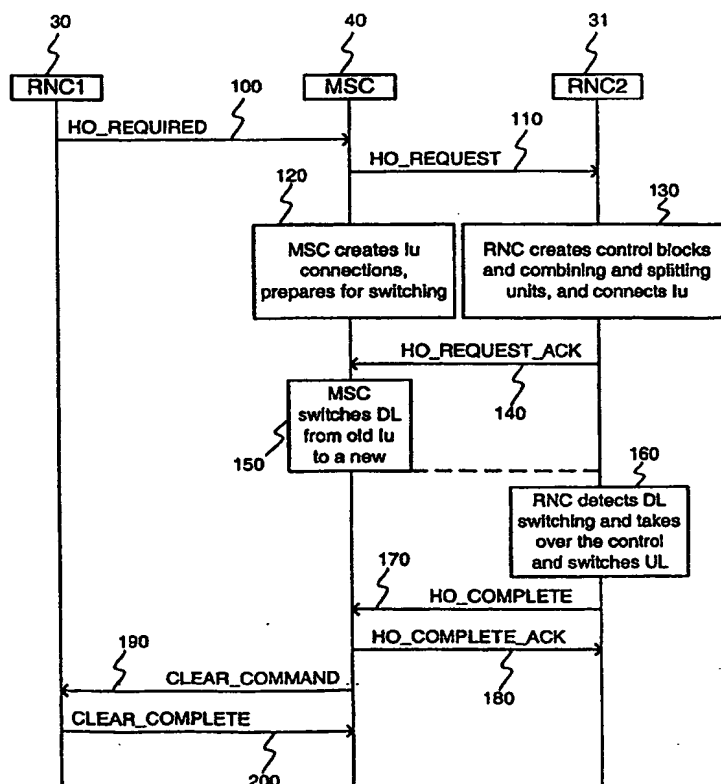 30
40
31
RNC1
MSC
RNC2
100
HO_REQUIRED
110
HO_REQUEST
120
130
MSC creates Iu
connections,
prepares for switching
RNC creates control blocks
and combining and splitting
units, and connects Iu
HO_REQUEST_ACK
140
MSC
switches DL
from old Iu
to a new
150
160
RNC detects DL
switching and takes
over the control
and switches UL
170
HO_COMPLETE
HO_COMPLETE_ACK
180
190
CLEAR_COMMAND
CLEAR_COMPLETE
200